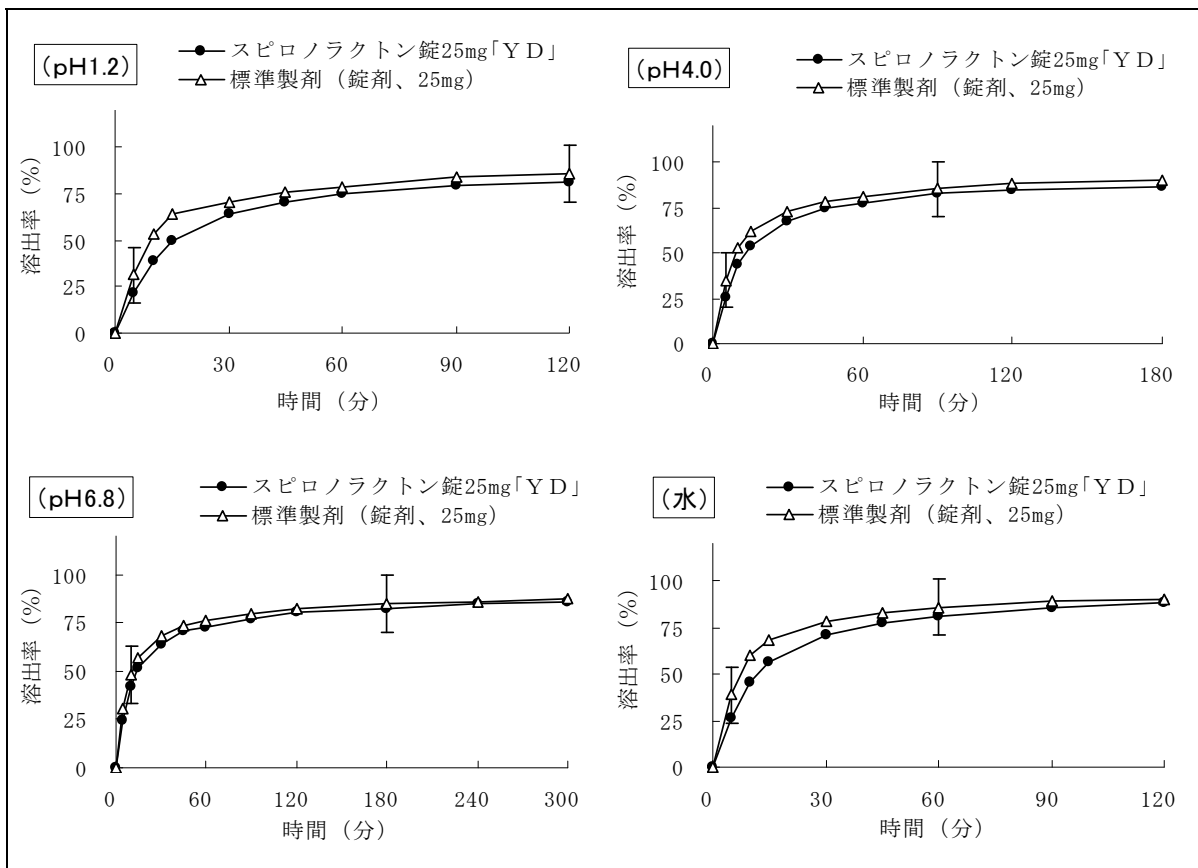 (pH1.2)
スピロノラクトン錠25mg「ＹＤ」
標準製剤（錠剤、25mg）
溶出率（%）
100
75
50
25
0
0 30 60 90 120
時間（分）
(pH4.0)
スピロノラクトン錠25mg「ＹＤ」
標準製剤（錠剤、25mg）
溶出率（%）
100
75
50
25
0
0 60 120 180
時間（分）
(pH6.8)
スピロノラクトン錠25mg「ＹＤ」
標準製剤（錠剤、25mg）
溶出率（%）
100
75
50
25
0
0 60 120 180 240 300
時間（分）
(水)
スピロノラクトン錠25mg「ＹＤ」
標準製剤（錠剤、25mg）
溶出率（%）
100
75
50
25
0
0 30 60 90 120
時間（分）